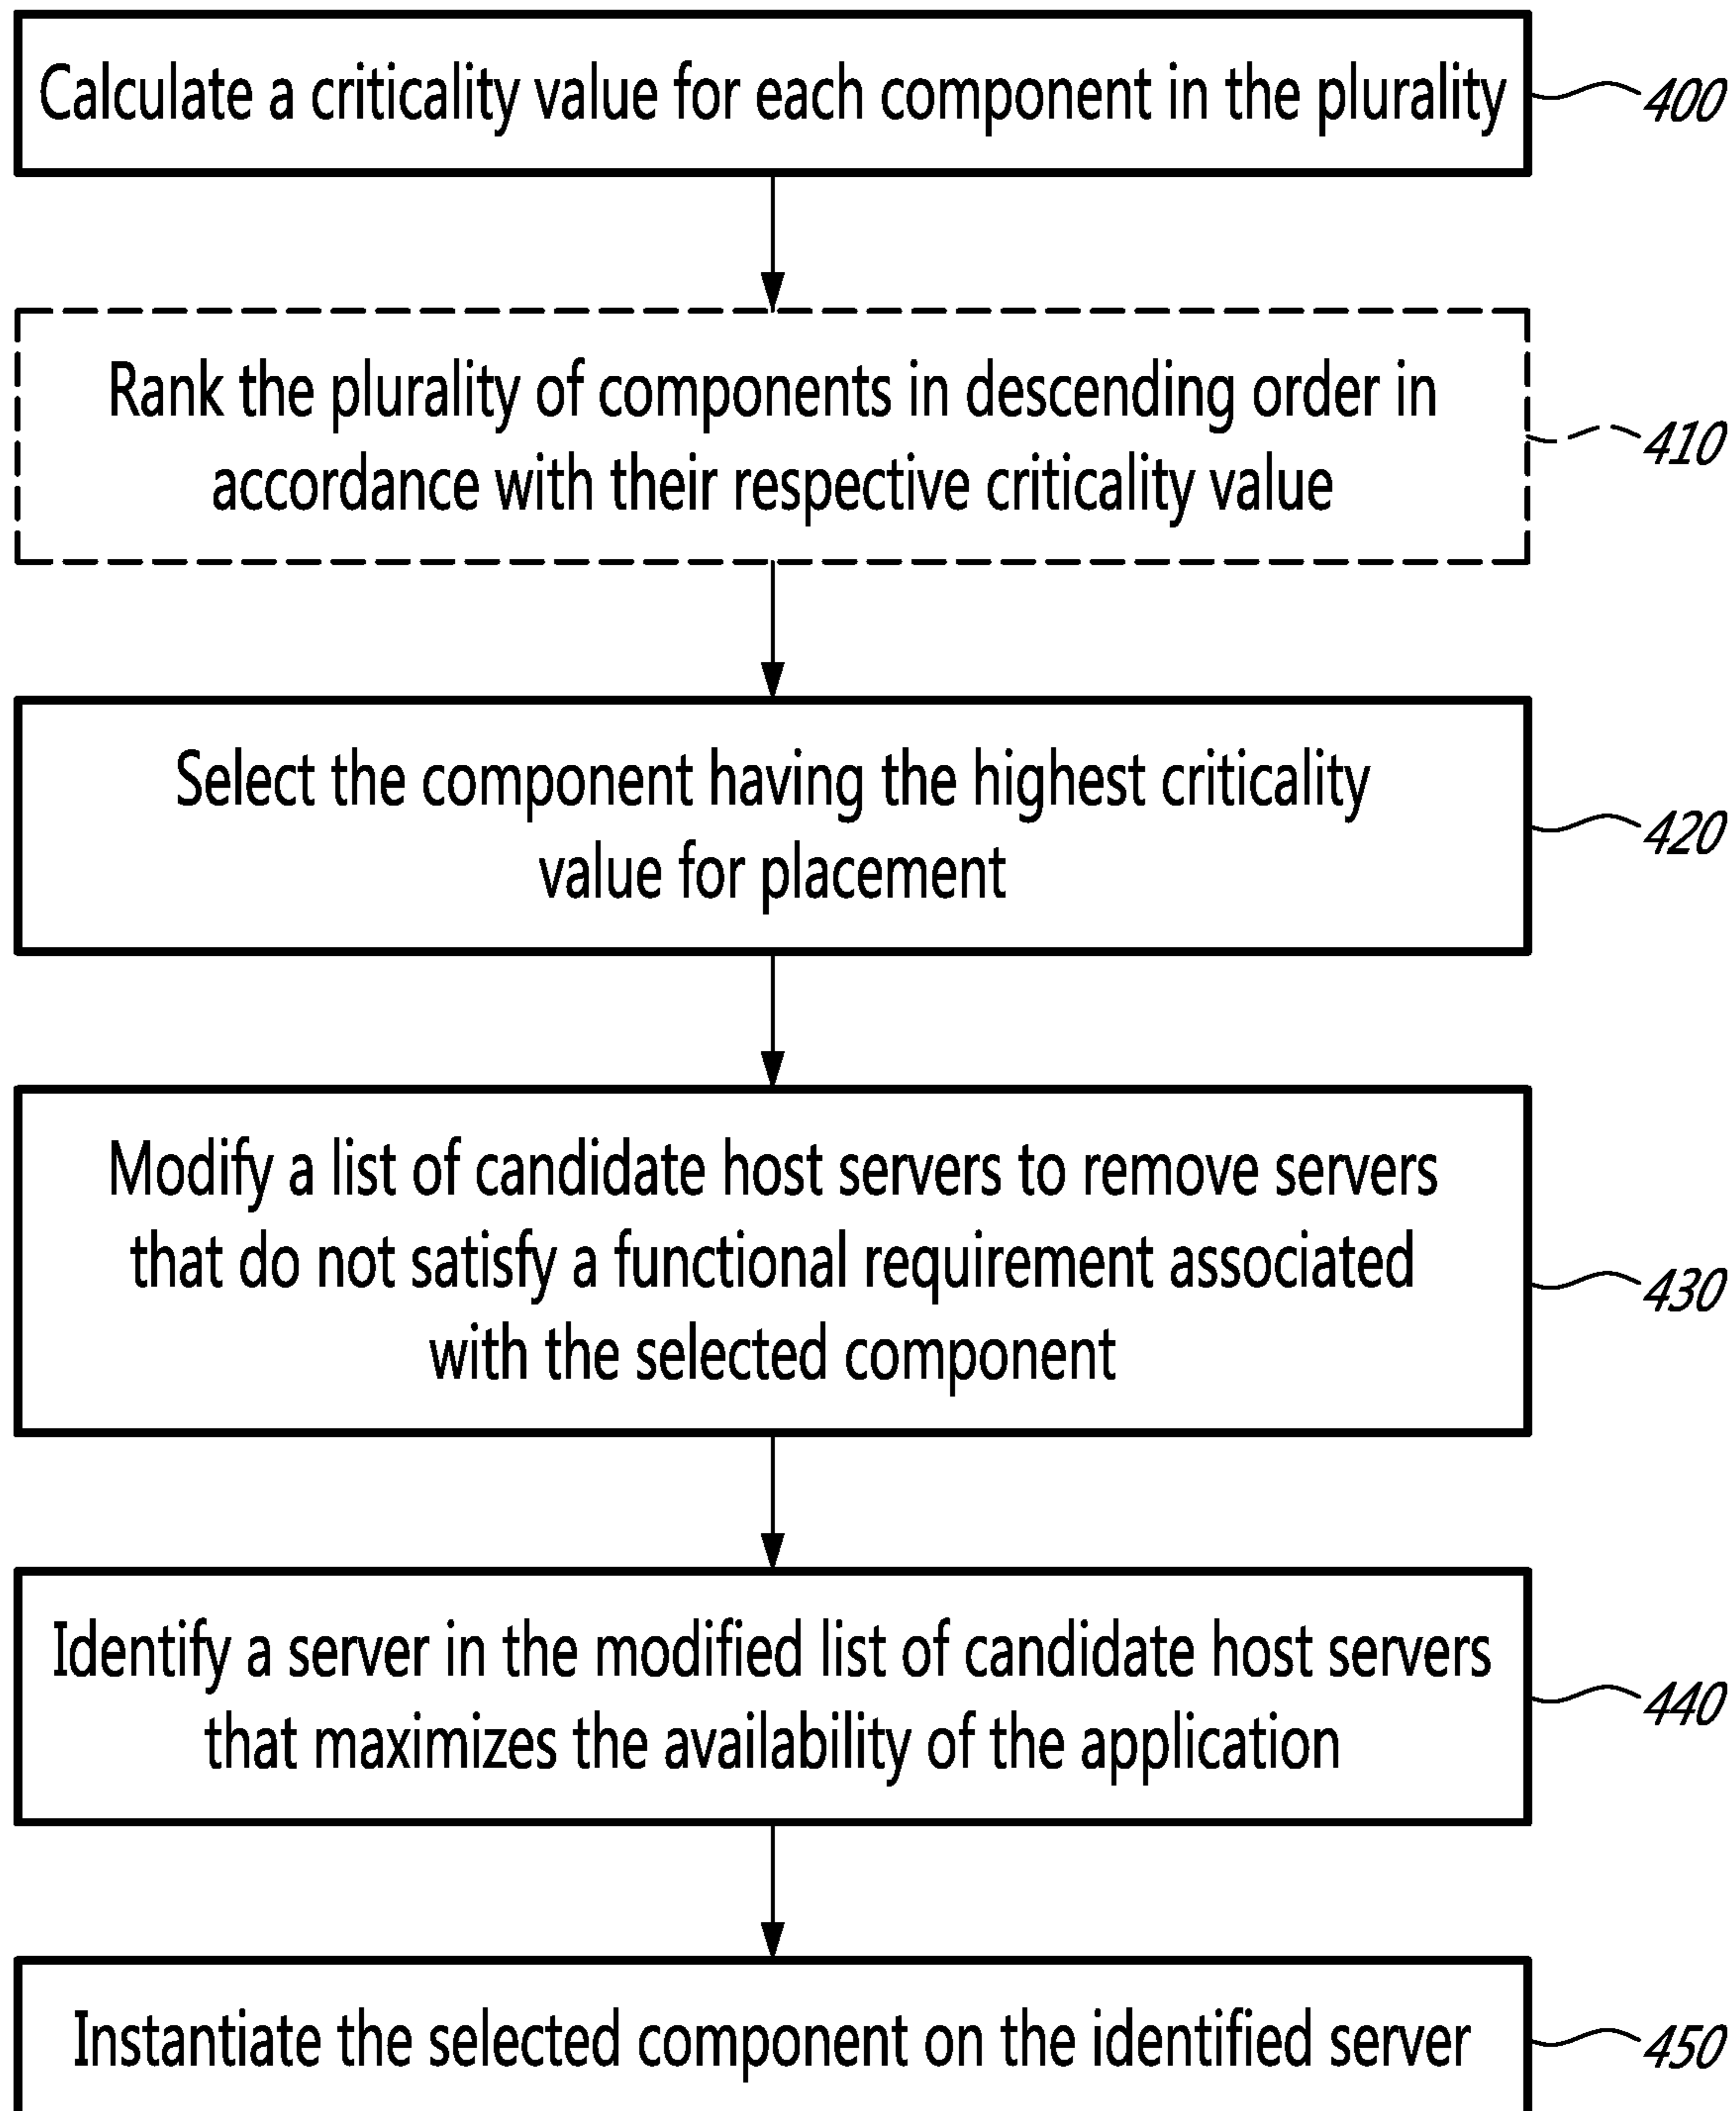 Calculate a criticality value for each component in the plurality
400
Rank the plurality of components in descending order in
accordance with their respective criticality value
410
Select the component having the highest criticality
value for placement
420
Modify a list of candidate host servers to remove servers
that do not satisfy a functional requirement associated
with the selected component
430
Identify a server in the modified list of candidate host servers
that maximizes the availability of the application
440
Instantiate the selected component on the identified server
450